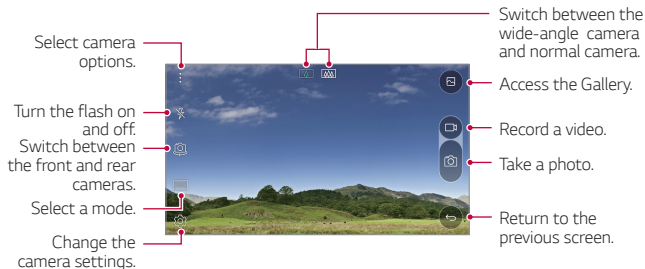 Select camera
options.
Turn the flash on
and off.
Switch between
the front and rear
cameras.
Select a mode.
Change the
camera settings.
Switch between the
wide-angle camera
and normal camera.
Access the Gallery.
Record a video.
Take a photo.
Return to the
previous screen.